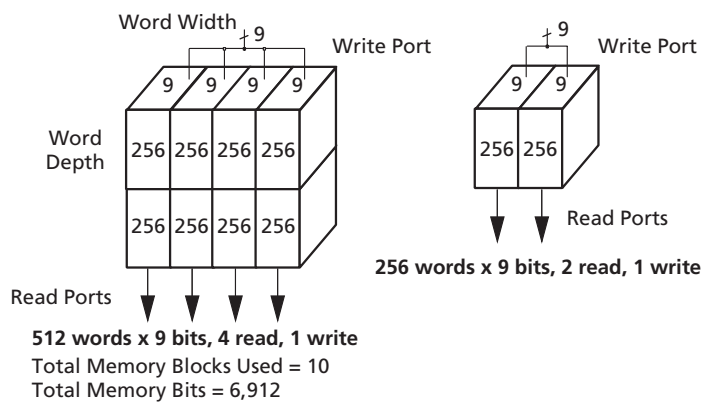 Word Width
9
Write Port
9 9 9 9
Word
Depth
256 256 256 256
256 256 256 256
Read Ports
512 words x 9 bits, 4 read, 1 write
Total Memory Blocks Used = 10
Total Memory Bits = 6,912
9
Write Port
9 9
256 256
Read Ports
256 words x 9 bits, 2 read, 1 write